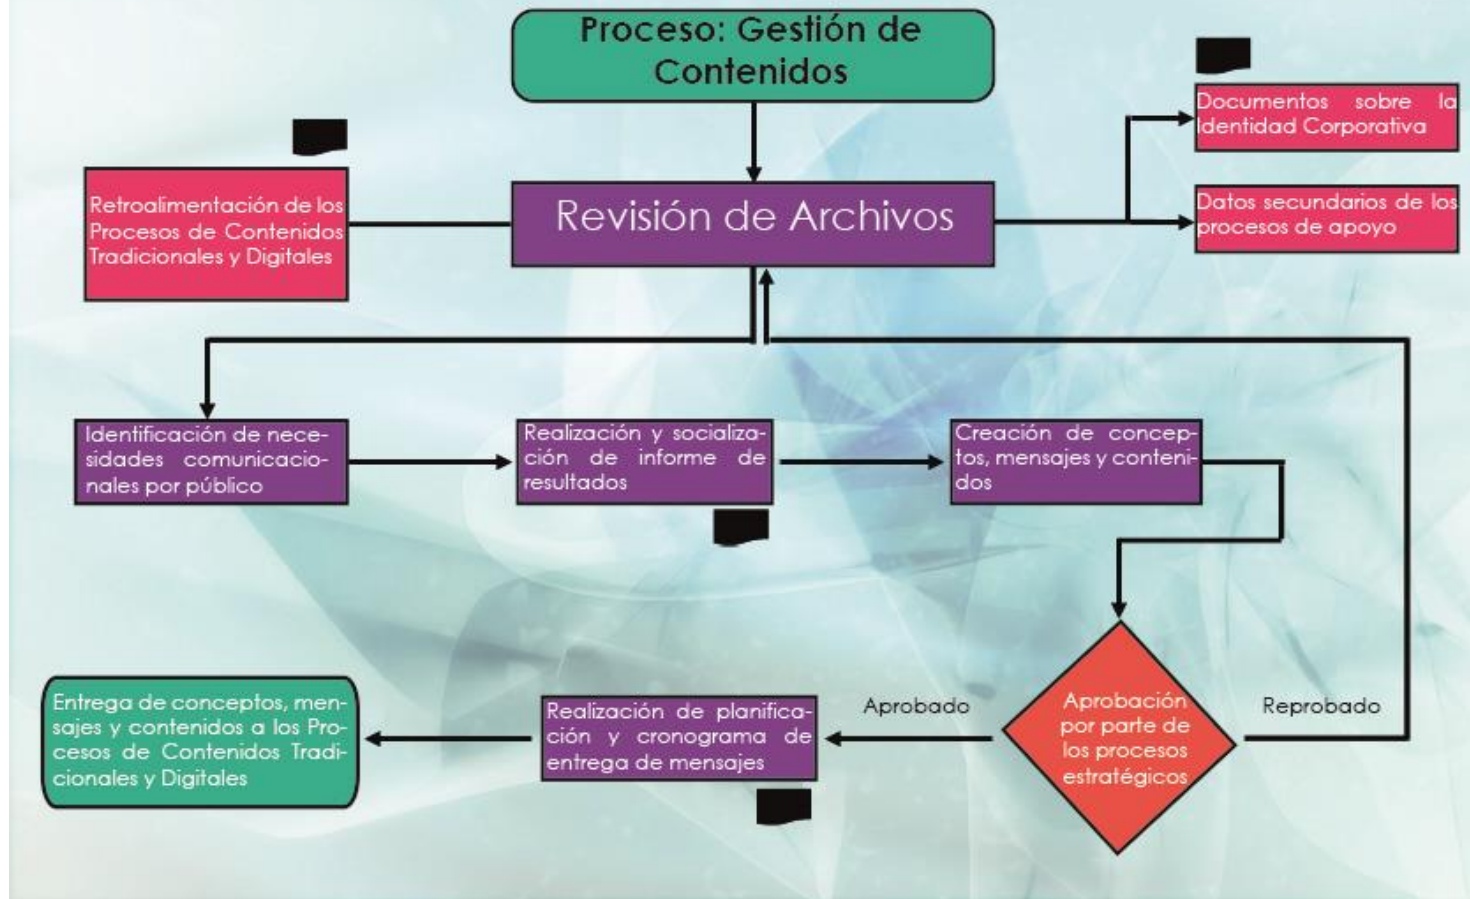 Proceso: Gestión de
Contenidos
Documentos sobre la
Identidad Corporativa
Retroalimentación de los
Procesos de Contenidos
Tradicionales y Digitales
Revisión de Archivos
Datos secundarios de los
procesos de apoyo
Identificación de nece-
sidades comunicacio-
nales por público
Realización y socializa-
ción de informe de
resultados
Creación de concep-
tos, mensajes y conteni-
dos
Entrega de conceptos, men-
sajes y contenidos a los Pro-
cesos de Contenidos Tradi-
cionales y Digitales
Realización de planifica-
ción y cronograma de
entrega de mensajes
Aprobado
Aprobación
por parte de
los procesos
estratégicos
Reprobado